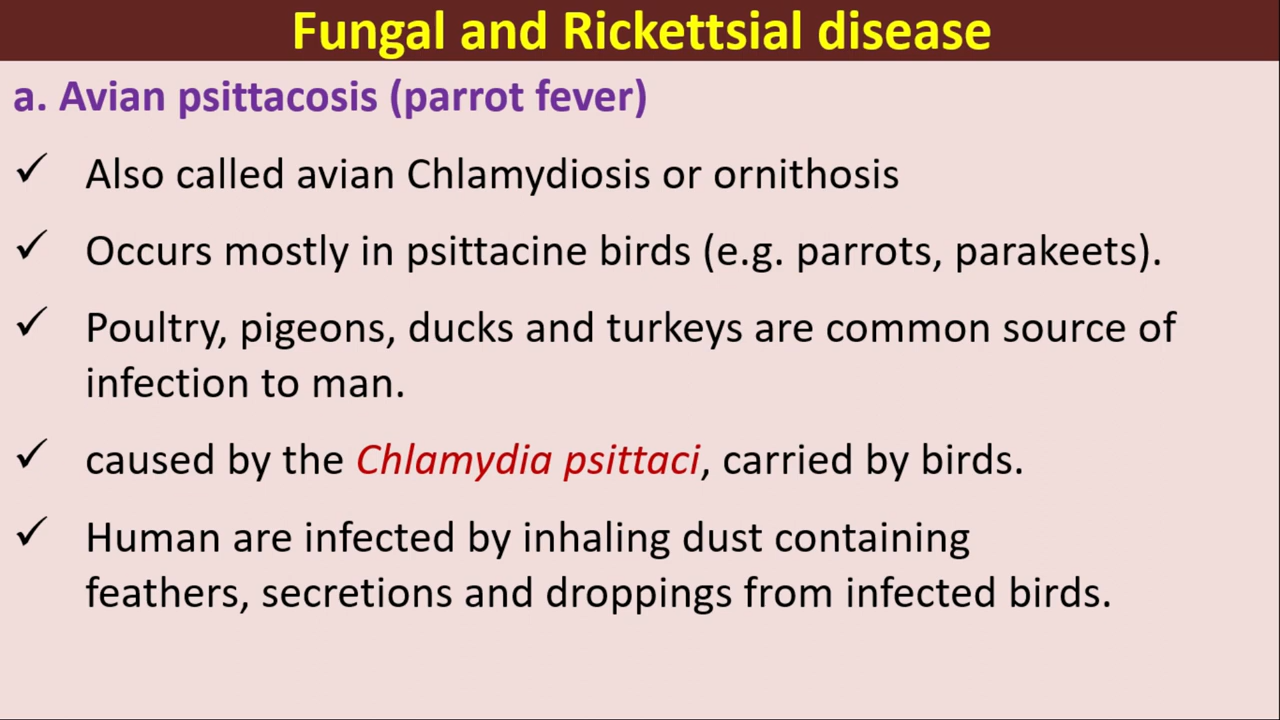 Fungal and Rickettsial disease
a. Avian psittacosis (parrot fever)
✓ Also called avian Chlamydiosis or ornithosis
✓ Occurs mostly in psittacine birds (e.g. parrots, parakeets).
✓ Poultry, pigeons, ducks and turkeys are common source of
infection to man.
✓ caused by the Chlamydia psittaci, carried by birds.
✓ Human are infected by inhaling dust containing
feathers, secretions and droppings from infected birds.